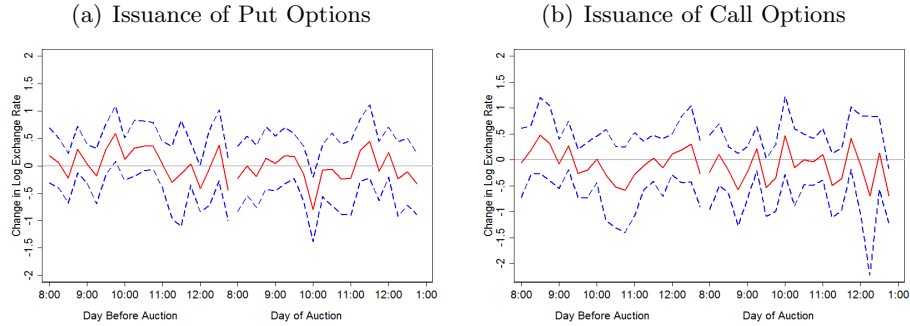 (a) Issuance of Put Options
Change in Log Exchange Rate
2
1.5
1
.5
0
-.5
-1
-1.5
-2
8:00 9:00 10:00 11:00 12:00 8:00 9:00 10:00 11:00 12:00 1:00
Day Before Auction Day of Auction
(b) Issuance of Call Options
Change in Log Exchange Rate
2
1.5
1
.5
0
-.5
-1
-1.5
-2
8:00 9:00 10:00 11:00 12:00 8:00 9:00 10:00 11:00 12:00 1:00
Day Before Auction Day of Auction